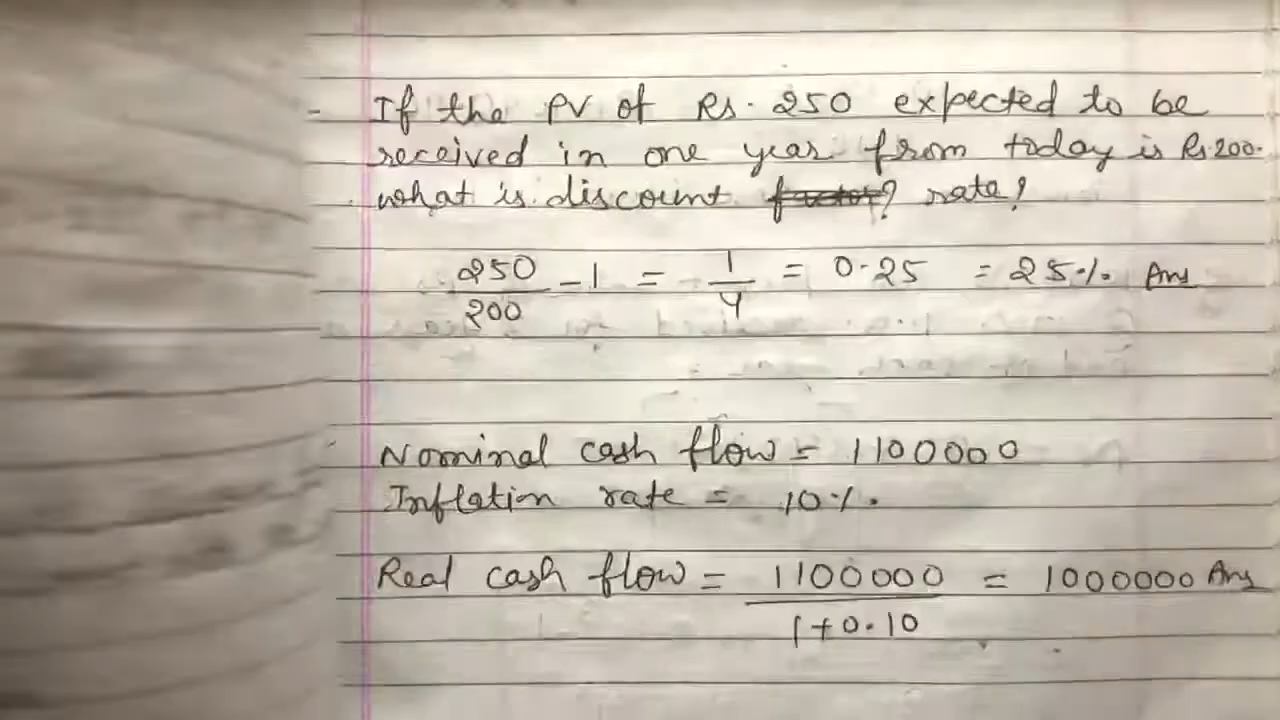 - If the PV of Rs. 250 expected to be
received in one year from today is Rs. 200.
what is discount factor? rate?
250/200 - 1 = 1/4 = 0.25 = 25% Ans
Nominal cash flow = 1100000
Inflation rate = 10%.
Real cash flow = 1100000/1+0.10 = 1000000 Ans